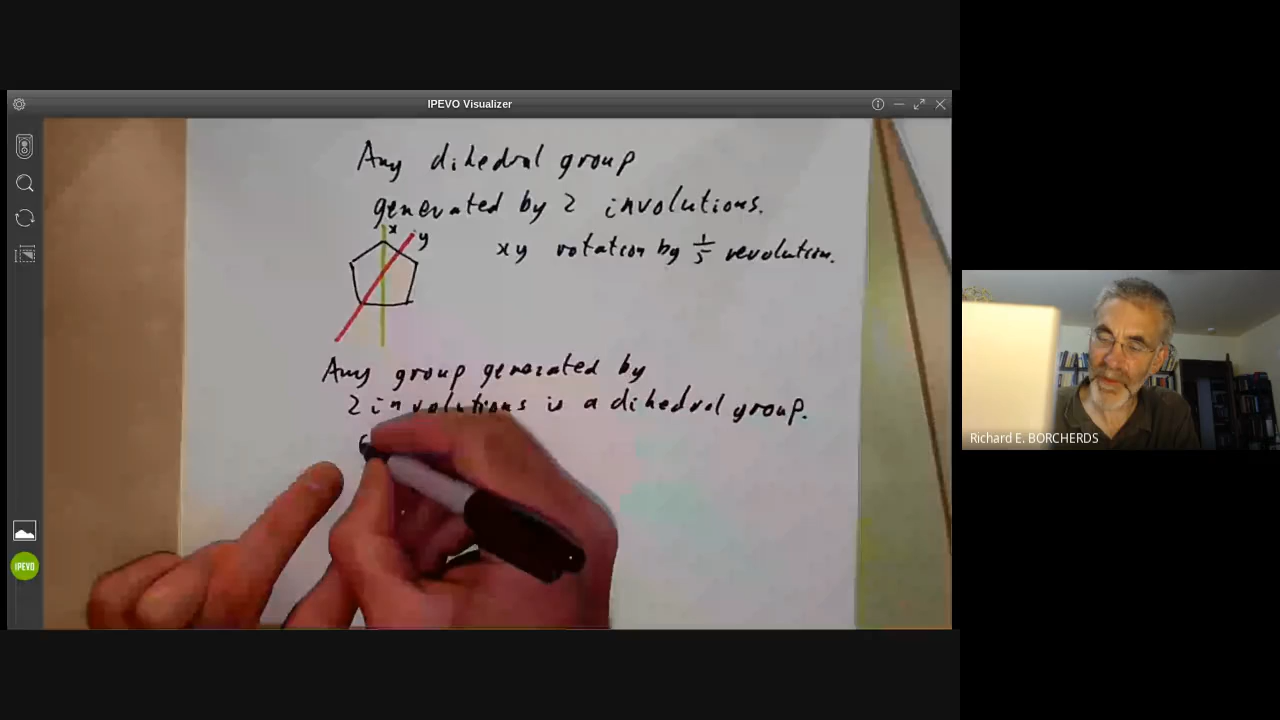 IPEVO Visualizer
Any dihedral group
generated by 2 involutions.
x
y
xy rotation by 1/5 revolution.
Any group generated by
2 involutions is a dihedral group.
IPEVO
Richard E. BORCHERDS